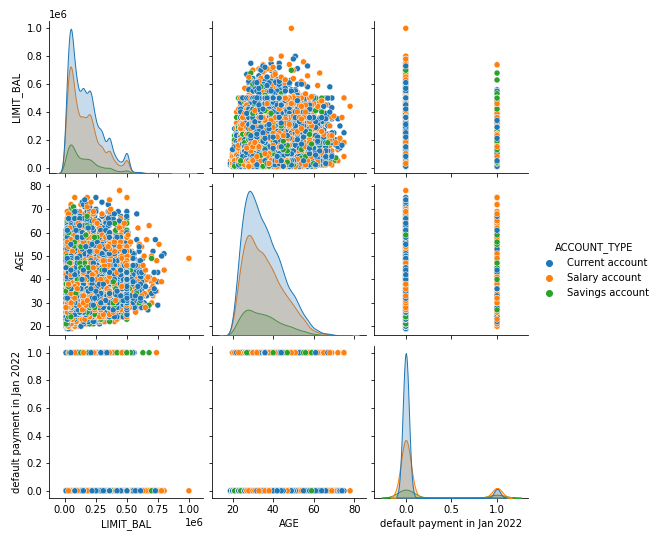 1e6
1.0
0.8
0.6
0.4
0.2
0.0
LIMIT_BAL
80
70
60
50
40
30
20
AGE
ACCOUNT_TYPE
Current account
Salary account
Savings account
1.0
0.8
0.6
0.4
0.2
0.0
default payment in Jan 2022
0.00 0.25 0.50 0.75 1.00
1e6
LIMIT_BAL
20 40 60 80
AGE
0.0 0.5 1.0
default payment in Jan 2022